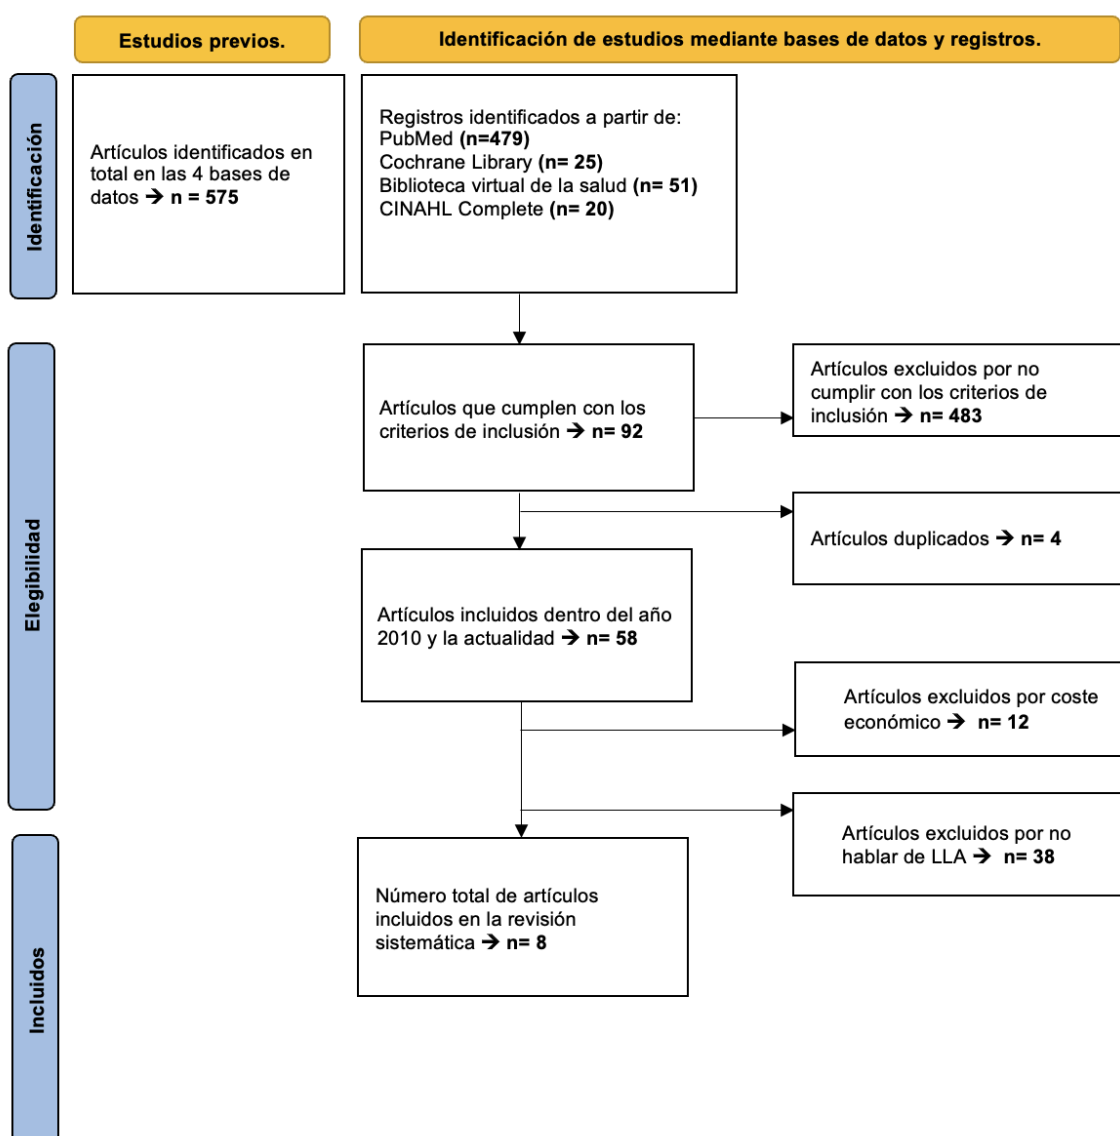 Estudios previos.
Identificación de estudios mediante bases de datos y registros.
Identificación
Artículos identificados en
total en las 4 bases de
datos → n = 575
Registros identificados a partir de:
PubMed (n=479)
Cochrane Library (n= 25)
Biblioteca virtual de la salud (n= 51)
CINAHL Complete (n= 20)
Elegibilidad
Artículos que cumplen con los
criterios de inclusión → n= 92
Artículos excluidos por no
cumplir con los criterios de
inclusión → n= 483
Artículos duplicados → n= 4
Artículos incluidos dentro del año
2010 y la actualidad → n= 58
Artículos excluidos por coste
económico → n= 12
Artículos excluidos por no
hablar de LLA → n= 38
Incluidos
Número total de artículos
incluidos en la revisión
sistemática → n= 8